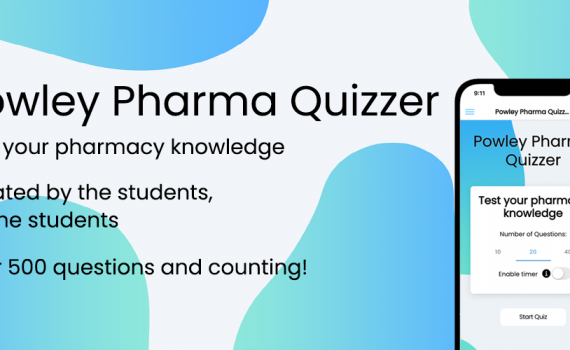 owley Pharma Quizzer
your pharmacy knowledge
ated by the students,
ne students
500 questions and counting!
9:11
Powley Pharma Quizz...
Powley Pharm
Quizzer
Test your pharma
knowledge
Number of Questions:
10 20 40
Enable timer
Start Quiz